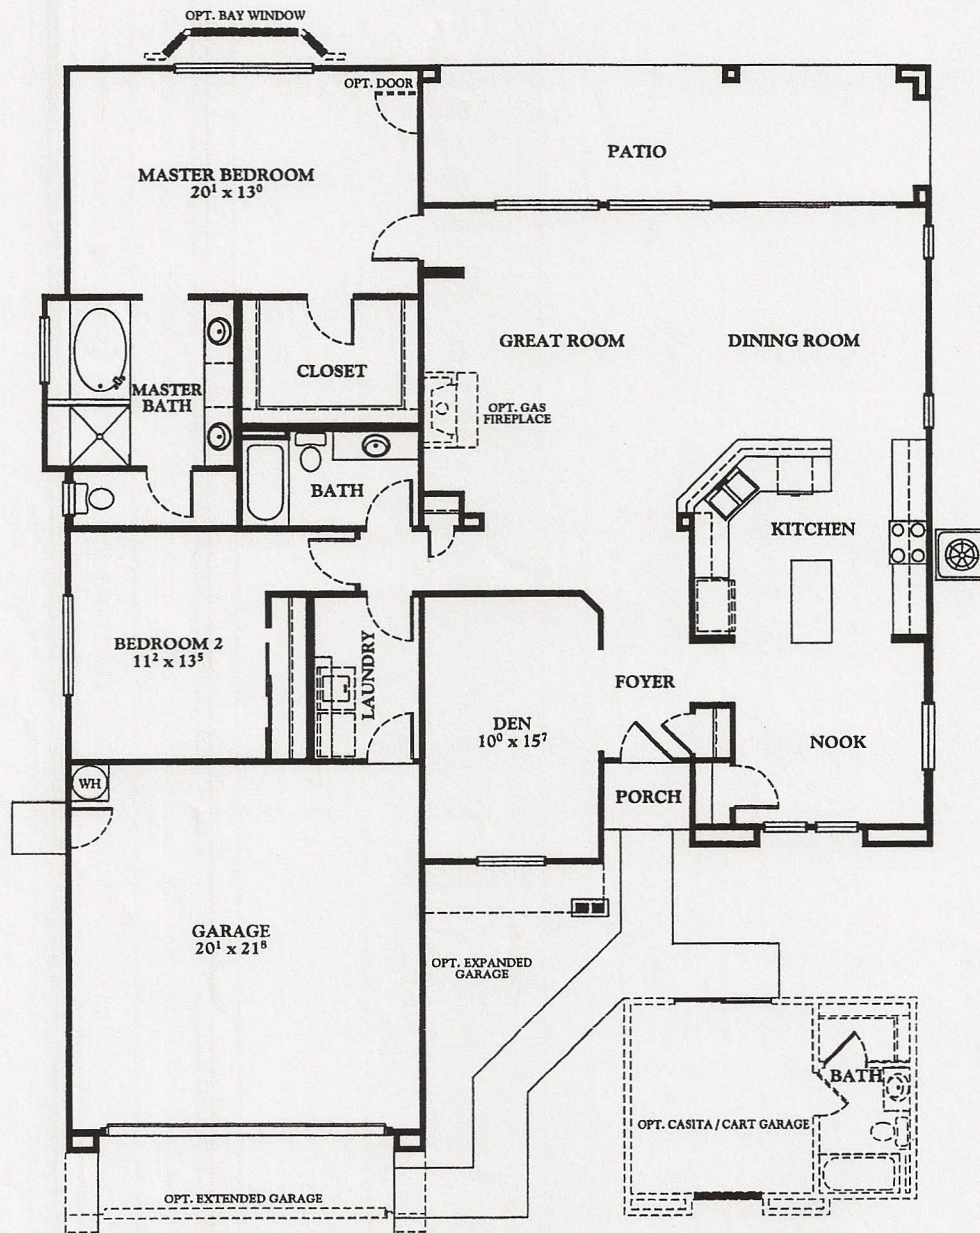 OPT. BAY WINDOW
OPT. DOOR
PATIO
MASTER BEDROOM
20¹ x 13⁰
GREAT ROOM
DINING ROOM
CLOSET
MASTER
BATH
OPT. GAS
FIREPLACE
BATH
KITCHEN
BEDROOM 2
11² x 13⁵
LAUNDRY
FOYER
DEN
10⁰ x 15⁷
NOOK
WH
PORCH
GARAGE
20¹ x 21⁸
OPT. EXPANDED
GARAGE
BATH
OPT. CASITA / CART GARAGE
OPT. EXTENDED GARAGE